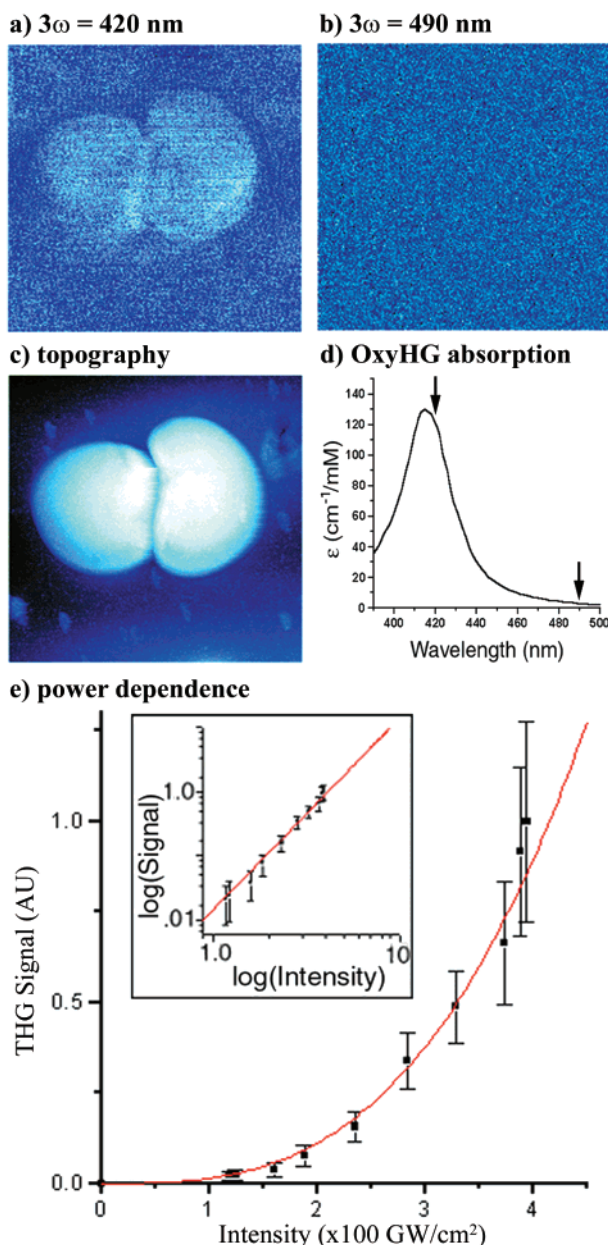 a) 3ω = 420 nm
b) 3ω = 490 nm
c) topography
d) OxyHG absorption
140
120
100
80
60
40
20
0
ε (cm⁻¹/mM)
400 420 440 460 480 500
Wavelength (nm)
e) power dependence
log(Signal)
1.0
.01
1.0 10
log(Intensity)
THG Signal (AU)
1.0
0.5
0.0
0 1 2 3 4
Intensity (x100 GW/cm²)